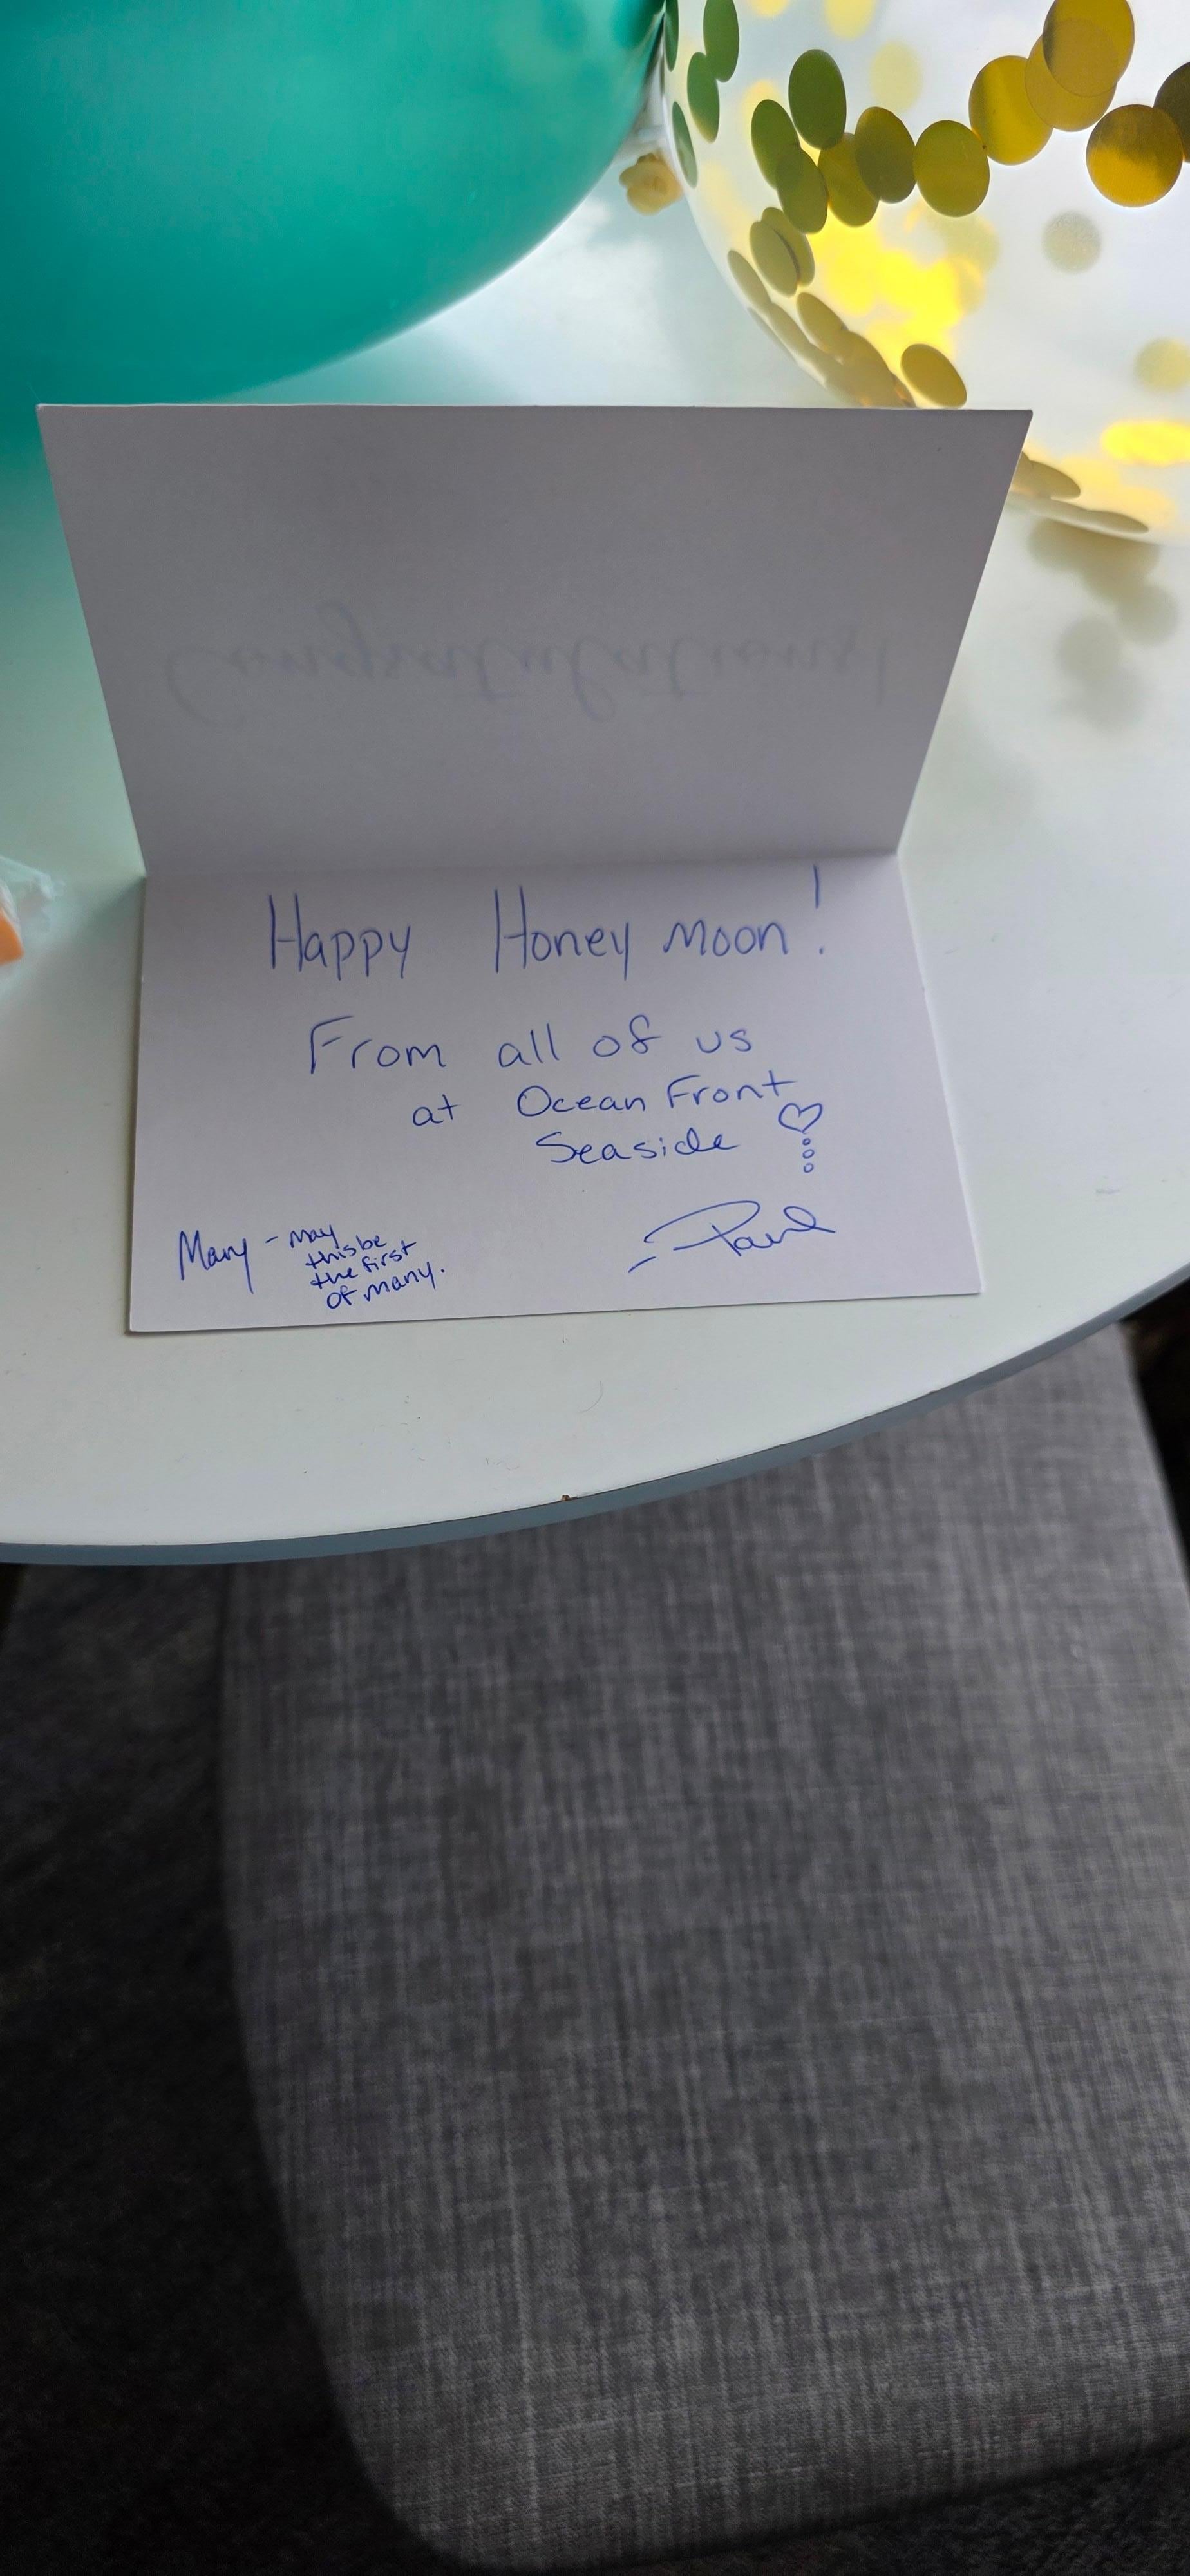 Congratulations!
Happy Honey moon!
From all of us
at Ocean Front
Seaside
Mary - may
this be
the first
of many.
- Paul